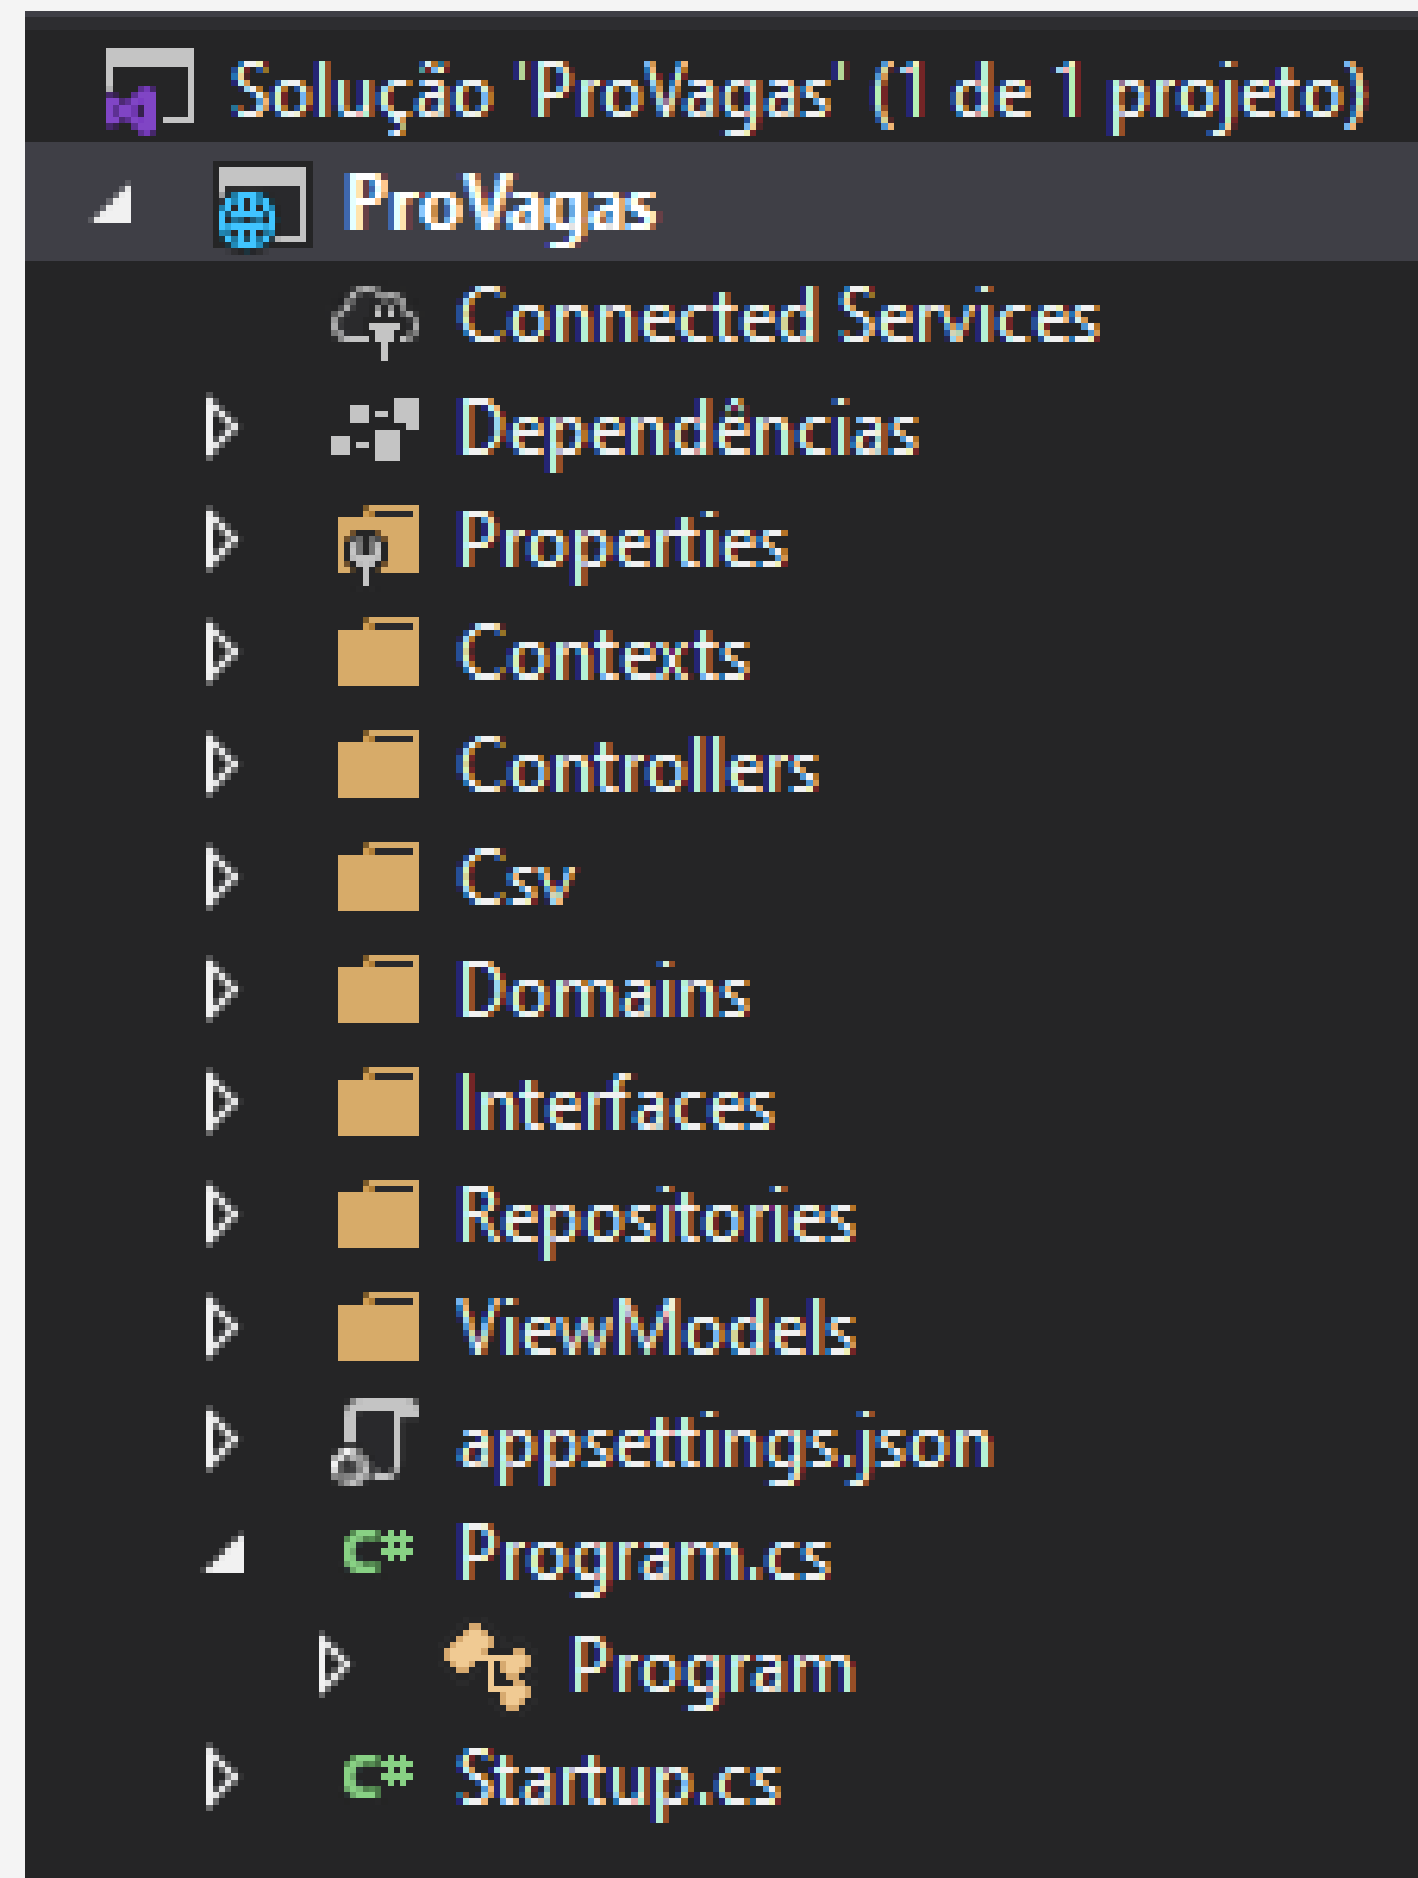 Solução 'ProVagas' (1 de 1 projeto)
ProVagas
Connected Services
Dependências
Properties
Contexts
Controllers
Csv
Domains
Interfaces
Repositories
ViewModels
appsettings.json
C# Program.cs
Program
C# Startup.cs